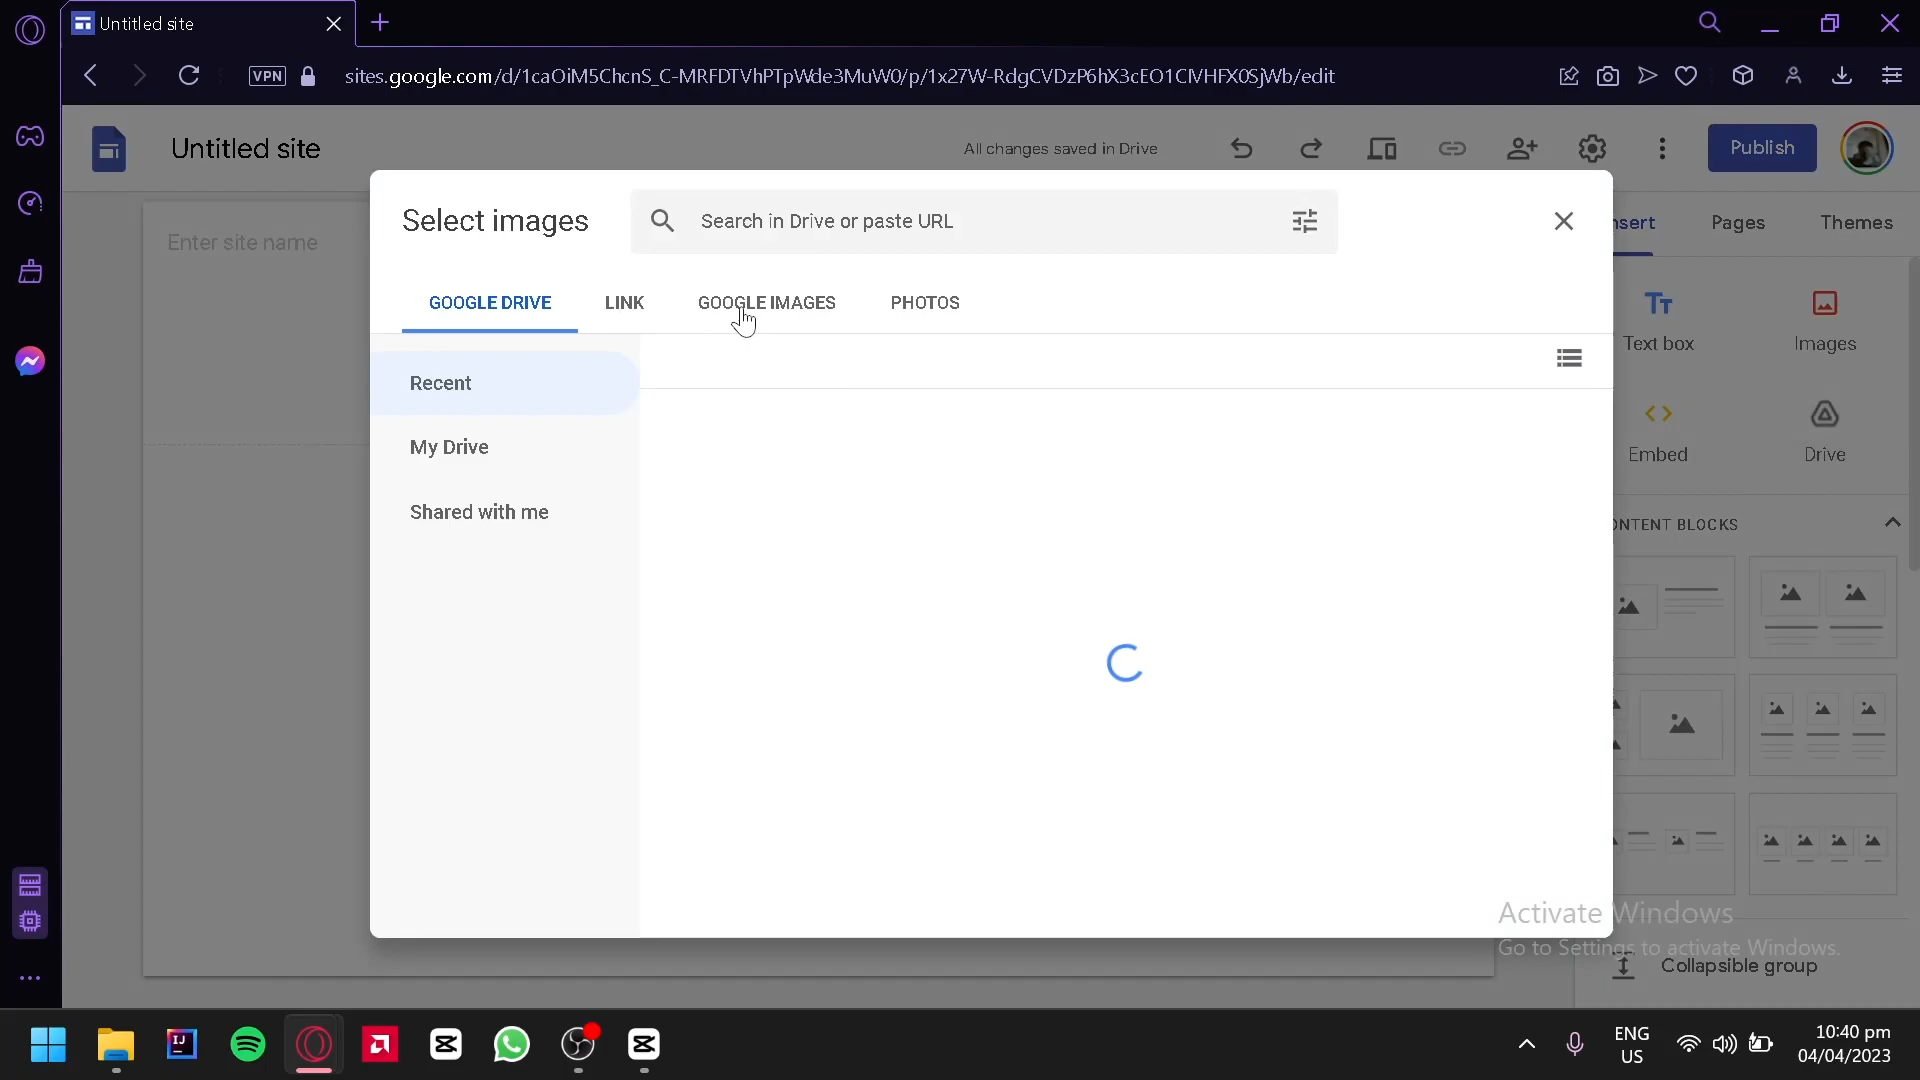 Untitled site
VPN
sites.google.com/d/1caOiM5ChcnS_C-MRFDTVhPTpWde3MuW0/p/1x27W-RdgCVDzP6hX3cEO1CIVHFX0SjWb/edit
Untitled site
All changes saved in Drive
Publish
Select images
Search in Drive or paste URL
Insert
Pages
Themes
Enter site name
GOOGLE DRIVE
LINK
GOOGLE IMAGES
PHOTOS
Text box
Images
Recent
My Drive
Shared with me
Embed
Drive
ONTENT BLOCKS
Activate Windows
Go to Settings to activate Windows.
Collapsible group
IJ
ENG
US
10:40 pm
04/04/2023